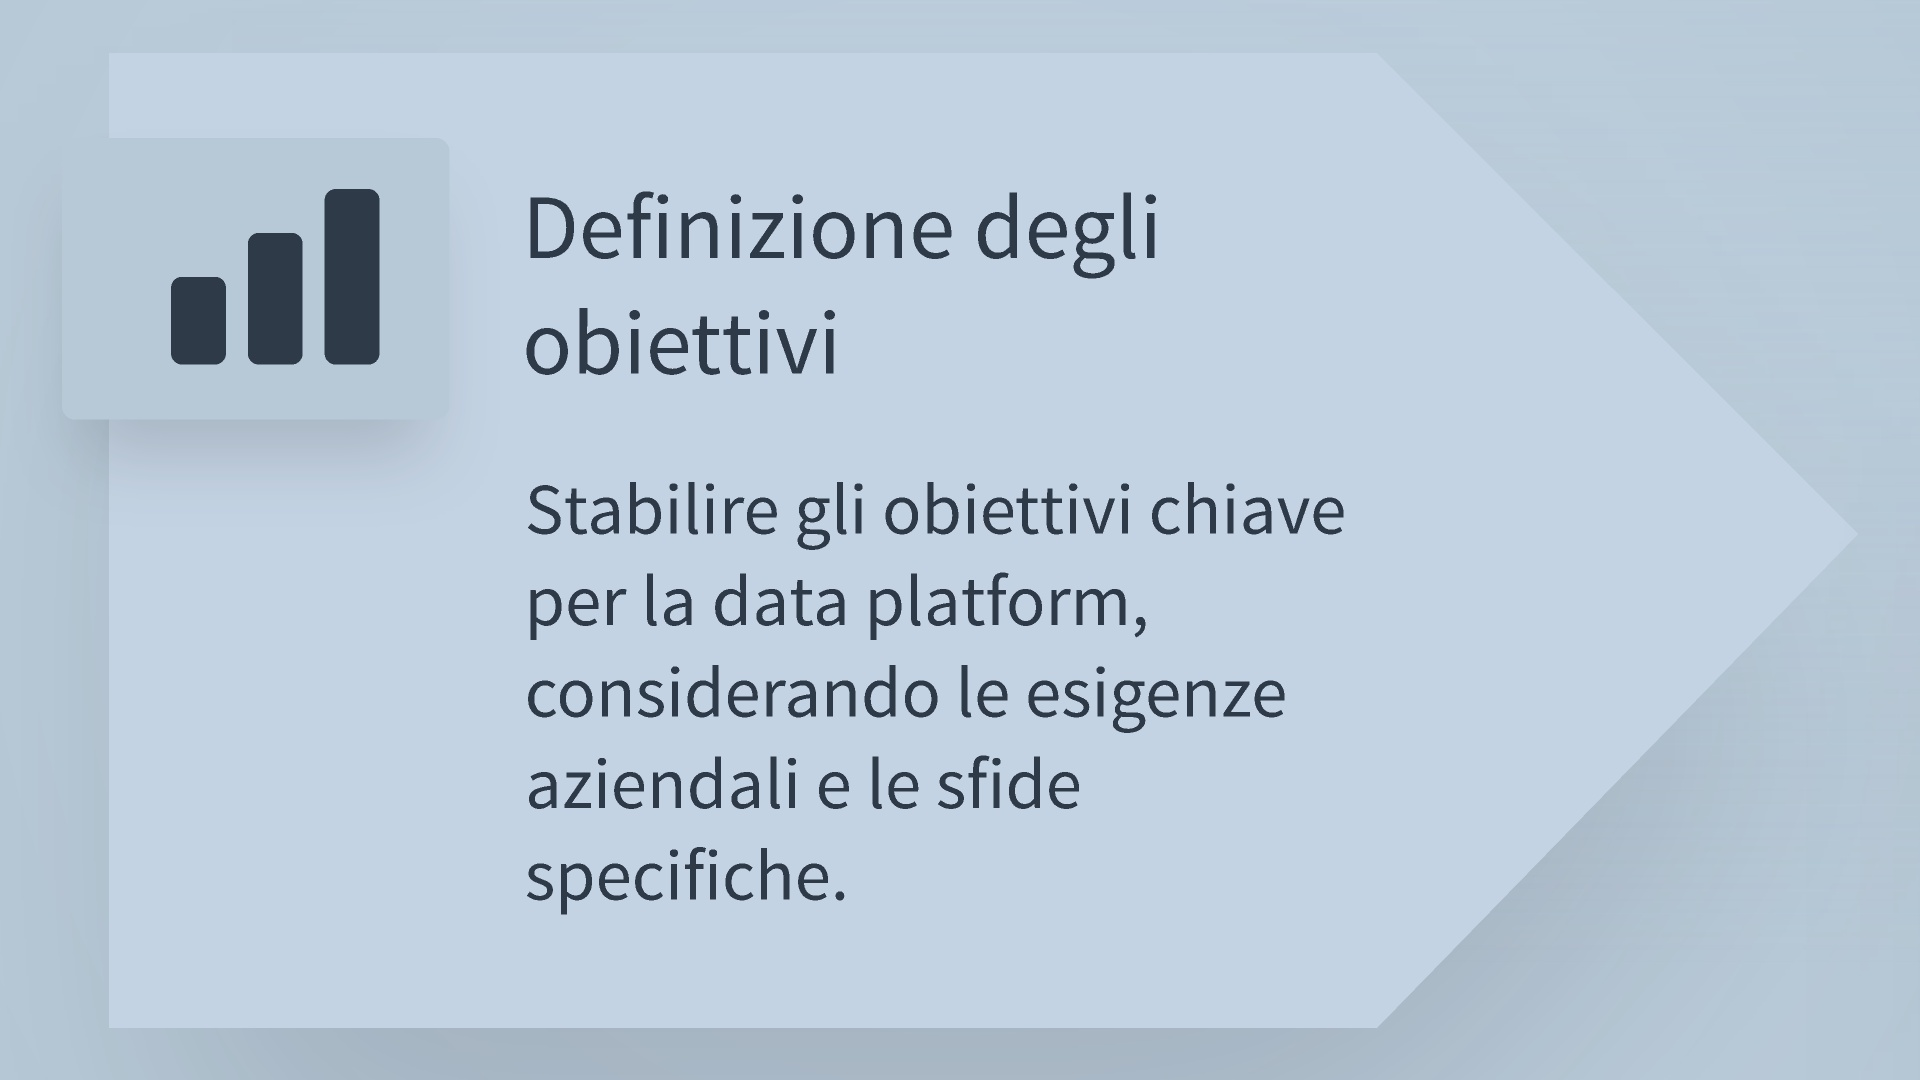 Definizione degli
obiettivi
Stabilire gli obiettivi chiave
per la data platform,
considerando le esigenze
aziendali e le sfide
specifiche.